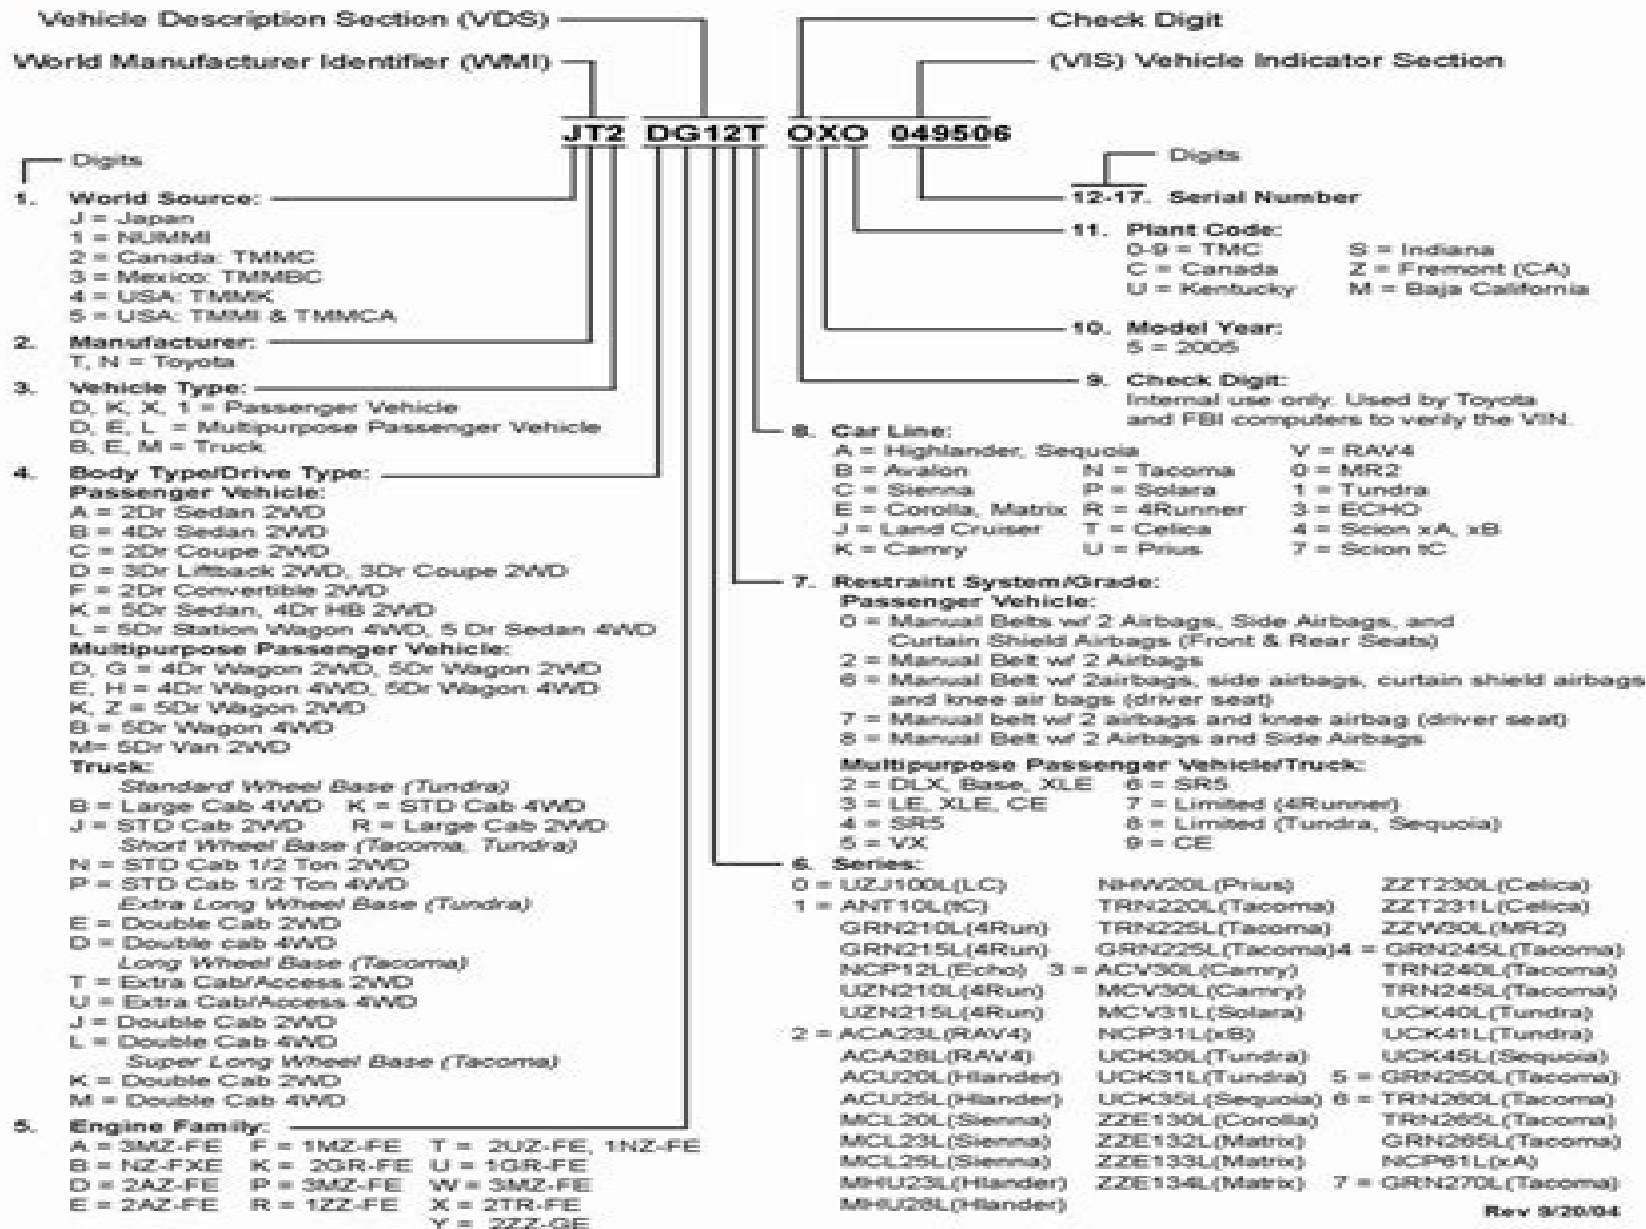 Vehicle Description Section (VDS)
Check Digit
World Manufacturer Identifier (WMI)
(VIS) Vehicle Indicator Section
JT2 DG12T OXO 049506
Digits
1. World Source:
J = Japan
1 = NUMMI
2 = Canada: TMMC
3 = Mexico: TMMBC
4 = USA: TMMK
5 = USA: TMMI & TMMCA
2. Manufacturer:
T, N = Toyota
3. Vehicle Type:
D, K, X, 1 = Passenger Vehicle
D, E, L = Multipurpose Passenger Vehicle
B, E, M = Truck
4. Body Type/Drive Type:
Passenger Vehicle:
A = 2Dr Sedan 2WD
B = 4Dr Sedan 2WD
C = 2Dr Coupe 2WD
D = 3Dr Liftback 2WD, 3Dr Coupe 2WD
F = 2Dr Convertible 2WD
K = 5Dr Sedan, 4Dr HB 2WD
L = 5Dr Station Wagon 4WD, 5 Dr Sedan 4WD
Multipurpose Passenger Vehicle:
D, G = 4Dr Wagon 2WD, 5Dr Wagon 2WD
E, H = 4Dr Wagon 4WD, 5Dr Wagon 4WD
K, Z = 5Dr Wagon 2WD
B = 5Dr Wagon 4WD
M= 5Dr Van 2WD
Truck:
Standard Wheel Base (Tundra)
B = Large Cab 4WD K = STD Cab 4WD
J = STD Cab 2WD R = Large Cab 2WD
Short Wheel Base (Tacoma, Tundra)
N = STD Cab 1/2 Ton 2WD
P = STD Cab 1/2 Ton 4WD
Extra Long Wheel Base (Tundra)
E = Double Cab 2WD
D = Double cab 4WD
Long Wheel Base (Tacoma)
T = Extra Cab/Access 2WD
U = Extra Cab/Access 4WD
J = Double Cab 2WD
L = Double Cab 4WD
Super Long Wheel Base (Tacoma)
K = Double Cab 2WD
M = Double Cab 4WD
5. Engine Family:
A = 3MZ-FE F = 1MZ-FE T = 2UZ-FE, 1NZ-FE
B = NZ-FXE K = 2GR-FE U = 1GR-FE
D = 2AZ-FE P = 3MZ-FE W = 3MZ-FE
E = 2AZ-FE R = 1ZZ-FE X = 2TR-FE
Y = 2ZZ-GE
Digits
12-17. Serial Number
11. Plant Code:
0-9 = TMC S = Indiana
C = Canada Z = Fremont (CA)
U = Kentucky M = Baja California
10. Model Year:
5 = 2005
9. Check Digit:
Internal use only. Used by Toyota
and FBI computers to verify the VIN.
8. Car Line:
A = Highlander, Sequoia V = RAV4
B = Avalon N = Tacoma 0 = MR2
C = Sienna P = Solara 1 = Tundra
E = Corolla, Matrix R = 4Runner 3 = ECHO
J = Land Cruiser T = Celica 4 = Scion xA, xB
K = Camry U = Prius 7 = Scion tC
7. Restraint System/Grade:
Passenger Vehicle:
0 = Manual Belts w/ 2 Airbags, Side Airbags, and
Curtain Shield Airbags (Front & Rear Seats)
2 = Manual Belt w/ 2 Airbags
6 = Manual Belt w/ 2airbags, side airbags, curtain shield airbags
and knee air bags (driver seat)
7 = Manual belt w/ 2 airbags and knee airbag (driver seat)
8 = Manual Belt w/ 2 Airbags and Side Airbags
Multipurpose Passenger Vehicle/Truck:
2 = DLX, Base, XLE 6 = SR5
3 = LE, XLE, CE 7 = Limited (4Runner)
4 = SR5 8 = Limited (Tundra, Sequoia)
5 = VX 9 = CE
6. Series:
0 = UZJ100L(LC) NHW20L(Prius) ZZT230L(Celica)
1 = ANT10L(tC) TRN220L(Tacoma) ZZT231L(Celica)
GRN210L(4Run) TRN225L(Tacoma) ZZW30L(MR2)
GRN215L(4Run) GRN225L(Tacoma) 4 = GRN245L(Tacoma)
NCP12L(Echo) 3 = ACV30L(Camry) TRN240L(Tacoma)
UZN210L(4Run) MCV30L(Camry) TRN245L(Tacoma)
UZN215L(4Run) MCV31L(Solara) UCK40L(Tundra)
2 = ACA23L(RAV4) NCP31L(xB) UCK41L(Tundra)
ACA28L(RAV4) UCK30L(Tundra) UCK45L(Sequoia)
ACU20L(Hlander) UCK31L(Tundra) 5 = GRN250L(Tacoma)
ACU25L(Hlander) UCK35L(Sequoia) 6 = TRN260L(Tacoma)
MCL20L(Sienna) ZZE130L(Corolla) TRN265L(Tacoma)
MCL23L(Sienna) ZZE132L(Matrix) GRN265L(Tacoma)
MCL25L(Sienna) ZZE133L(Matrix) NCP61L(xA)
MHU23L(Hlander) ZZE134L(Matrix) 7 = GRN270L(Tacoma)
MHU28L(Hlander)
Rev 9/20/04